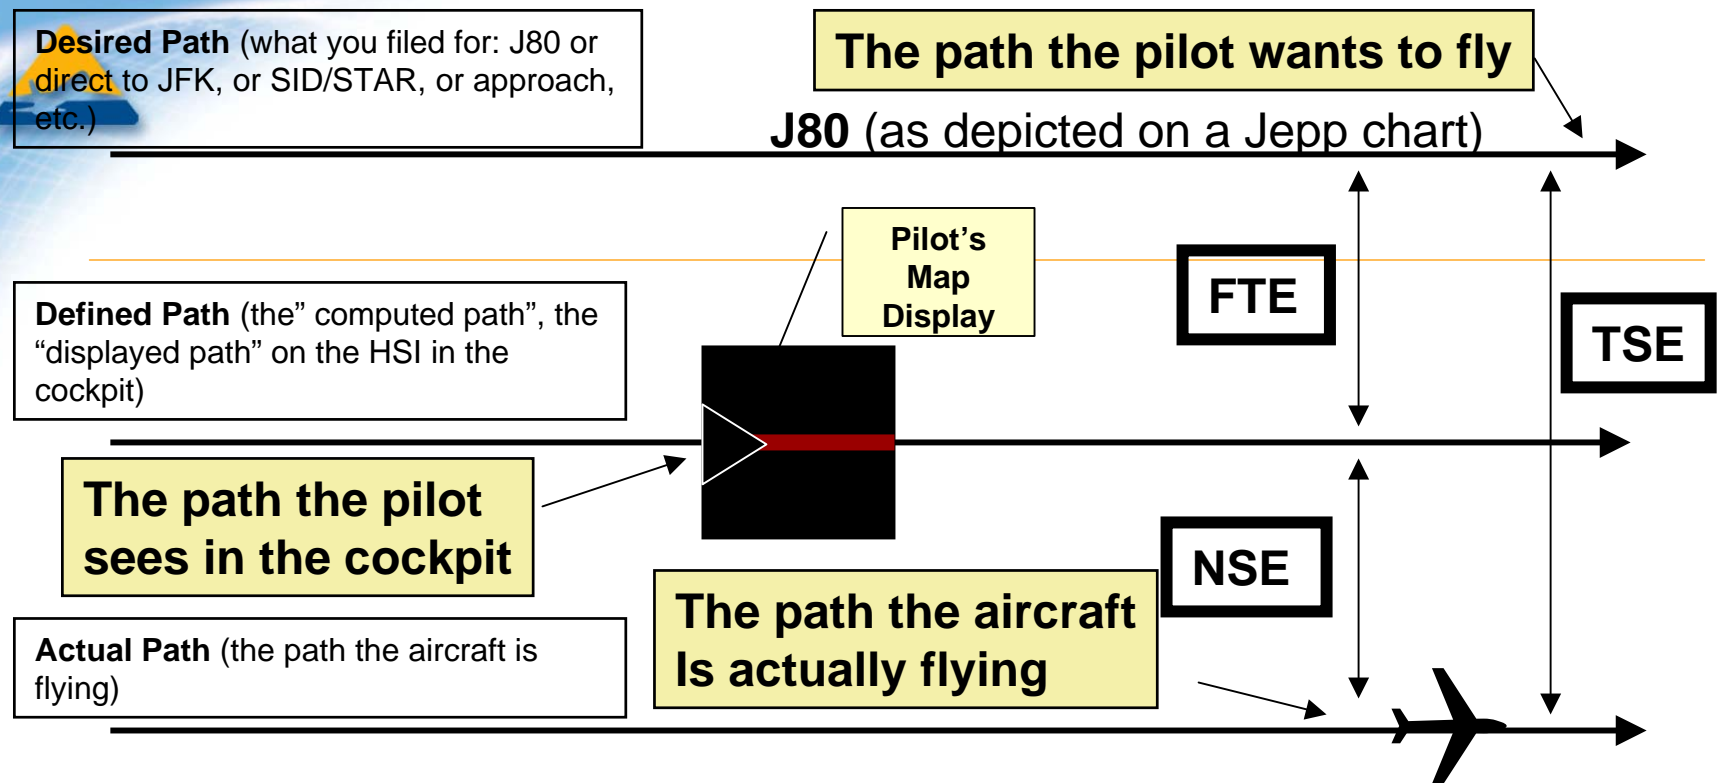 Desired Path (what you filed for: J80 or
direct to JFK, or SID/STAR, or approach,
etc.)
The path the pilot wants to fly
J80 (as depicted on a Jepp chart)
Pilot’s
Map
Display
FTE
TSE
Defined Path (the” computed path”, the
“displayed path” on the HSI in the
cockpit)
The path the pilot
sees in the cockpit
NSE
The path the aircraft
Is actually flying
Actual Path (the path the aircraft is
flying)